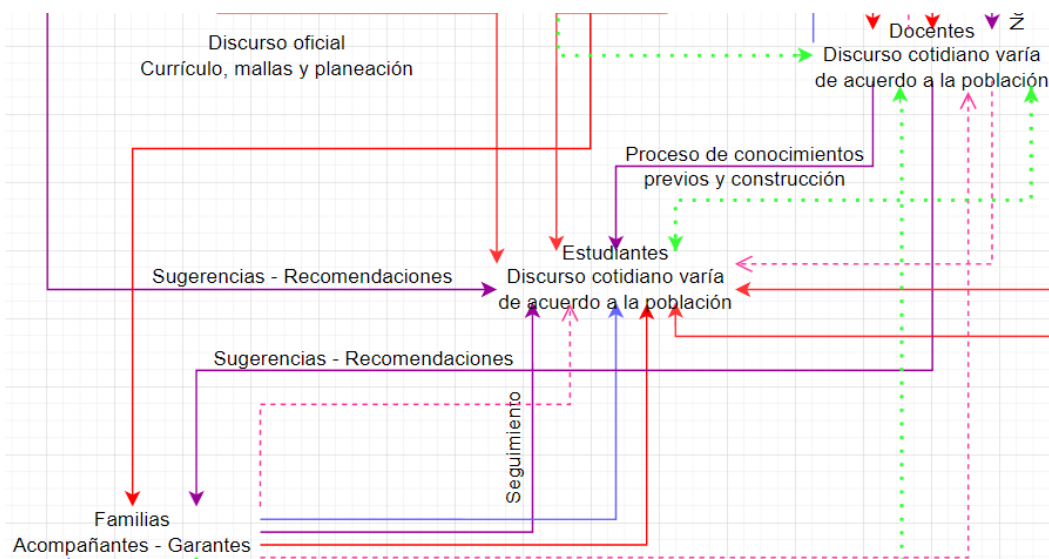 Docentes
Discurso cotidiano varía
de acuerdo a la población
Discurso oficial
Currículo, mallas y planeación
Proceso de conocimientos
previos y construcción
Estudiantes
Discurso cotidiano varía
de acuerdo a la población
Sugerencias - Recomendaciones
Sugerencias - Recomendaciones
Seguimiento
Familias
Acompañantes - Garantes